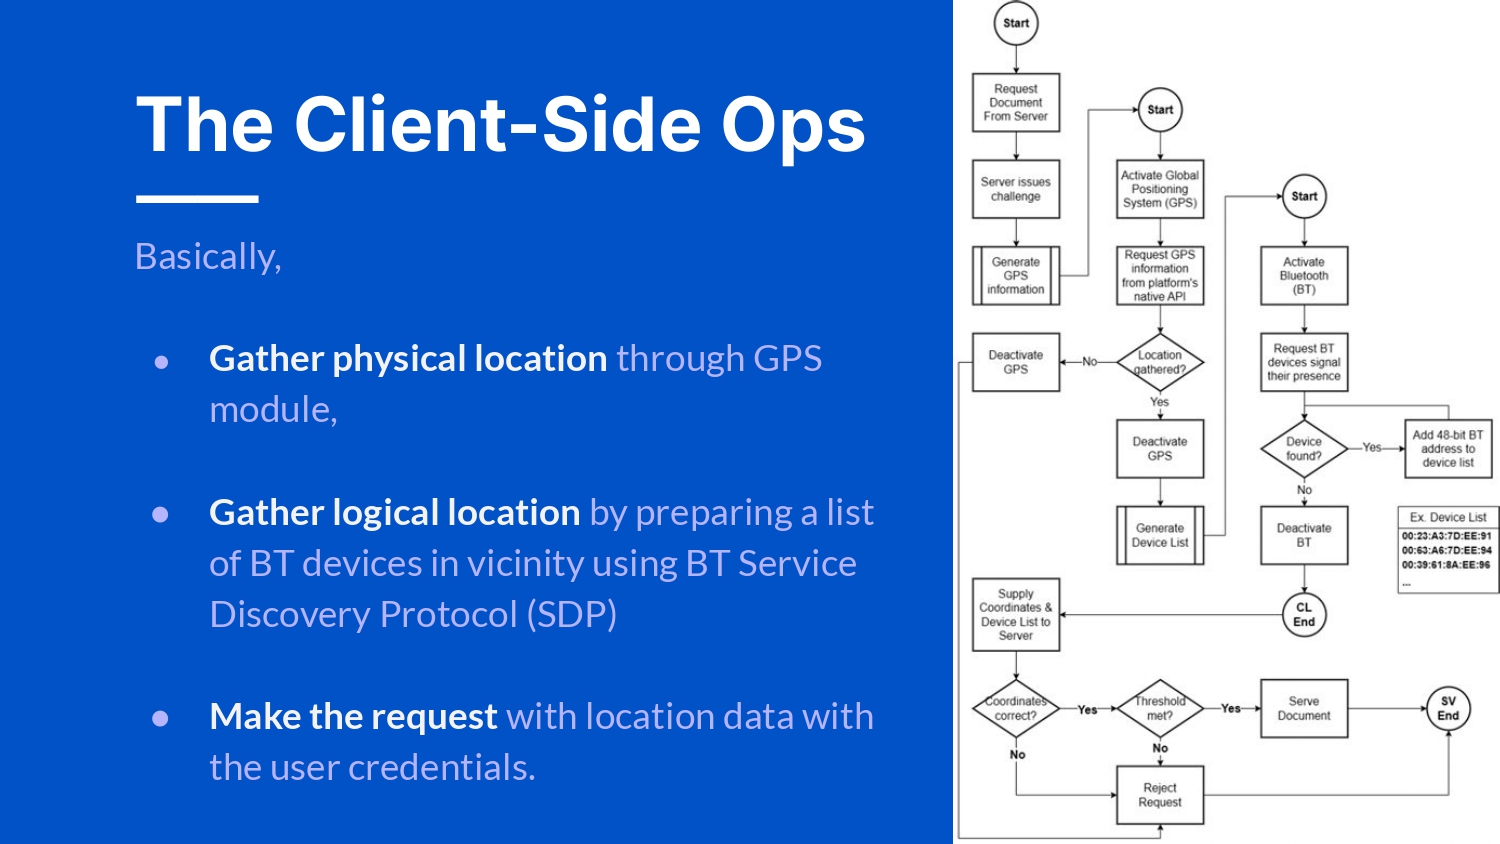 The Client-Side Ops
Basically,
● Gather physical location through GPS
module,
● Gather logical location by preparing a list
of BT devices in vicinity using BT Service
Discovery Protocol (SDP)
● Make the request with location data with
the user credentials.
Start
Request
Document
From Server
Server issues
challenge
Generate
GPS
information
Start
Activate Global
Positioning
System (GPS)
Request GPS
information
from platform's
native API
Location
gathered?
No
Deactivate
GPS
Yes
Deactivate
GPS
Generate
Device List
Start
Activate
Bluetooth
(BT)
Request BT
devices signal
their presence
Device
found?
Yes
Add 48-bit BT
address to
device list
No
Deactivate
BT
Ex. Device List
00:23:A3:7D:EE:91
00:63:A6:7D:EE:94
00:39:61:8A:EE:96
...
CL
End
Supply
Coordinates &
Device List to
Server
Coordinates
correct?
Yes
Threshold
met?
Yes
Serve
Document
SV
End
No
No
Reject
Request